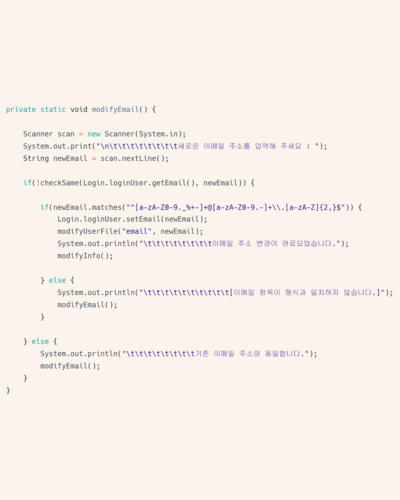 private static void modifyEmail() {
Scanner scan = new Scanner(System.in);
System.out.print("\n\t\t\t\t\t\t\t\t새로운 이메일 주소를 입력해 주세요 : ");
String newEmail = scan.nextLine();
if(!checkSame(Login.loginUser.getEmail(), newEmail)) {
if(newEmail.matches("^[a-zA-Z0-9._%+-]+@[a-zA-Z0-9.-]+\\.[a-zA-Z]{2,}$")) {
Login.loginUser.setEmail(newEmail);
modifyUserFile("email", newEmail);
System.out.println("\t\t\t\t\t\t\t\t이메일 주소 변경이 완료되었습니다.");
modifyInfo();
} else {
System.out.println("\t\t\t\t\t\t\t\t\t\t[이메일 항목이 형식과 일치하지 않습니다.]");
modifyEmail();
}
} else {
System.out.println("\t\t\t\t\t\t\t\t기존 이메일 주소와 동일합니다.");
modifyEmail();
}
}